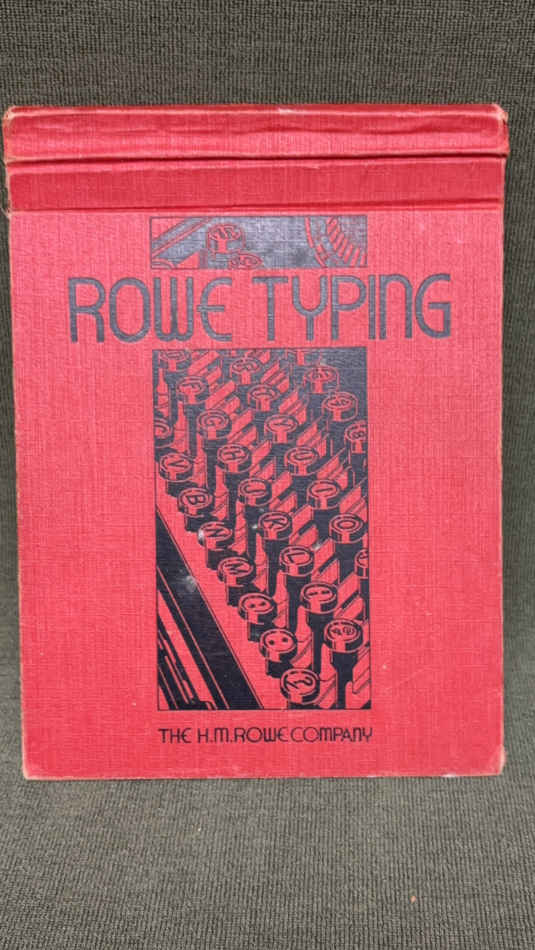 ROWE TYPING
F
G Y
V H U
B J I
N K O
M L
?
THE H.M.ROWE COMPANY